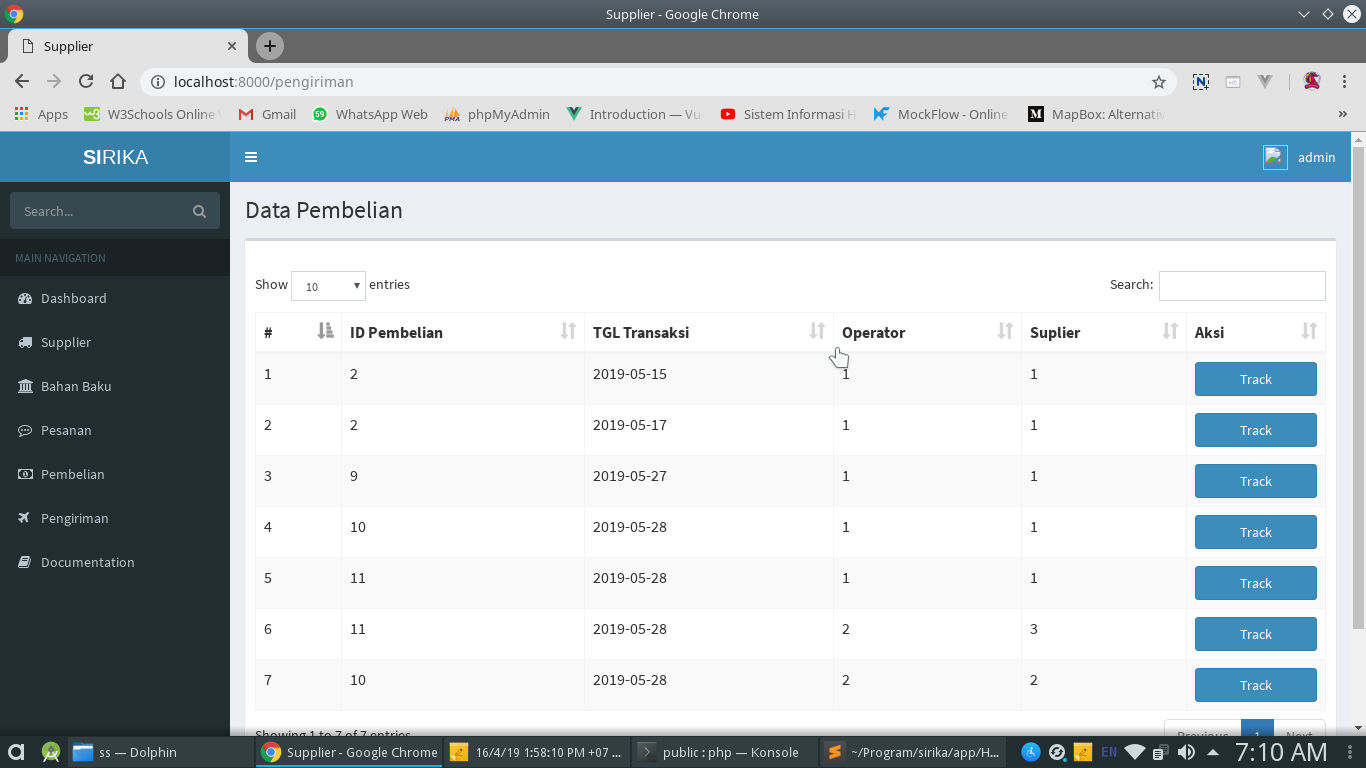 Supplier - Google Chrome
Supplier
localhost:8000/pengiriman
Apps W3Schools Online Gmail 59 WhatsApp Web phpMyAdmin Introduction — Vu Sistem Informasi H MockFlow - Online MapBox: Alternativ »
SIRIKA admin
Search...
Data Pembelian
MAIN NAVIGATION
Dashboard
Supplier
Bahan Baku
Pesanan
Pembelian
Pengiriman
Documentation
Show 10 entries Search:
# ID Pembelian TGL Transaksi Operator Suplier Aksi
1 2 2019-05-15 1 1 Track
2 2 2019-05-17 1 1 Track
3 9 2019-05-27 1 1 Track
4 10 2019-05-28 1 1 Track
5 11 2019-05-28 1 1 Track
6 11 2019-05-28 2 3 Track
7 10 2019-05-28 2 2 Track
Showing 1 to 7 of 7 entries Previous 1 Next
ss — Dolphin Supplier - Google Chrome 16/4/19 1:58:10 PM +07 ... public : php — Konsole ~/Program/sirika/app/H... EN 7:10 AM